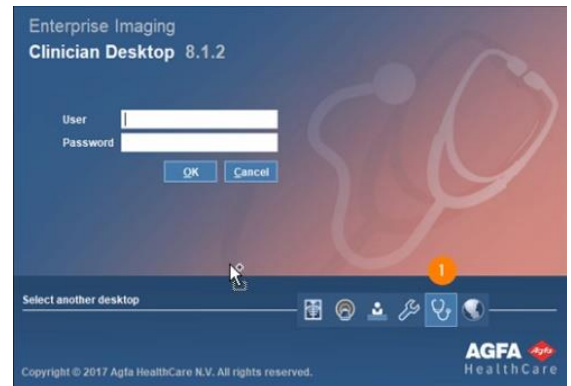 Enterprise Imaging
Clinician Desktop 8.1.2
User
Password
OK Cancel
1
Select another desktop
AGFA Agfa
HealthCare
Copyright © 2017 Agfa HealthCare N.V. All rights reserved.